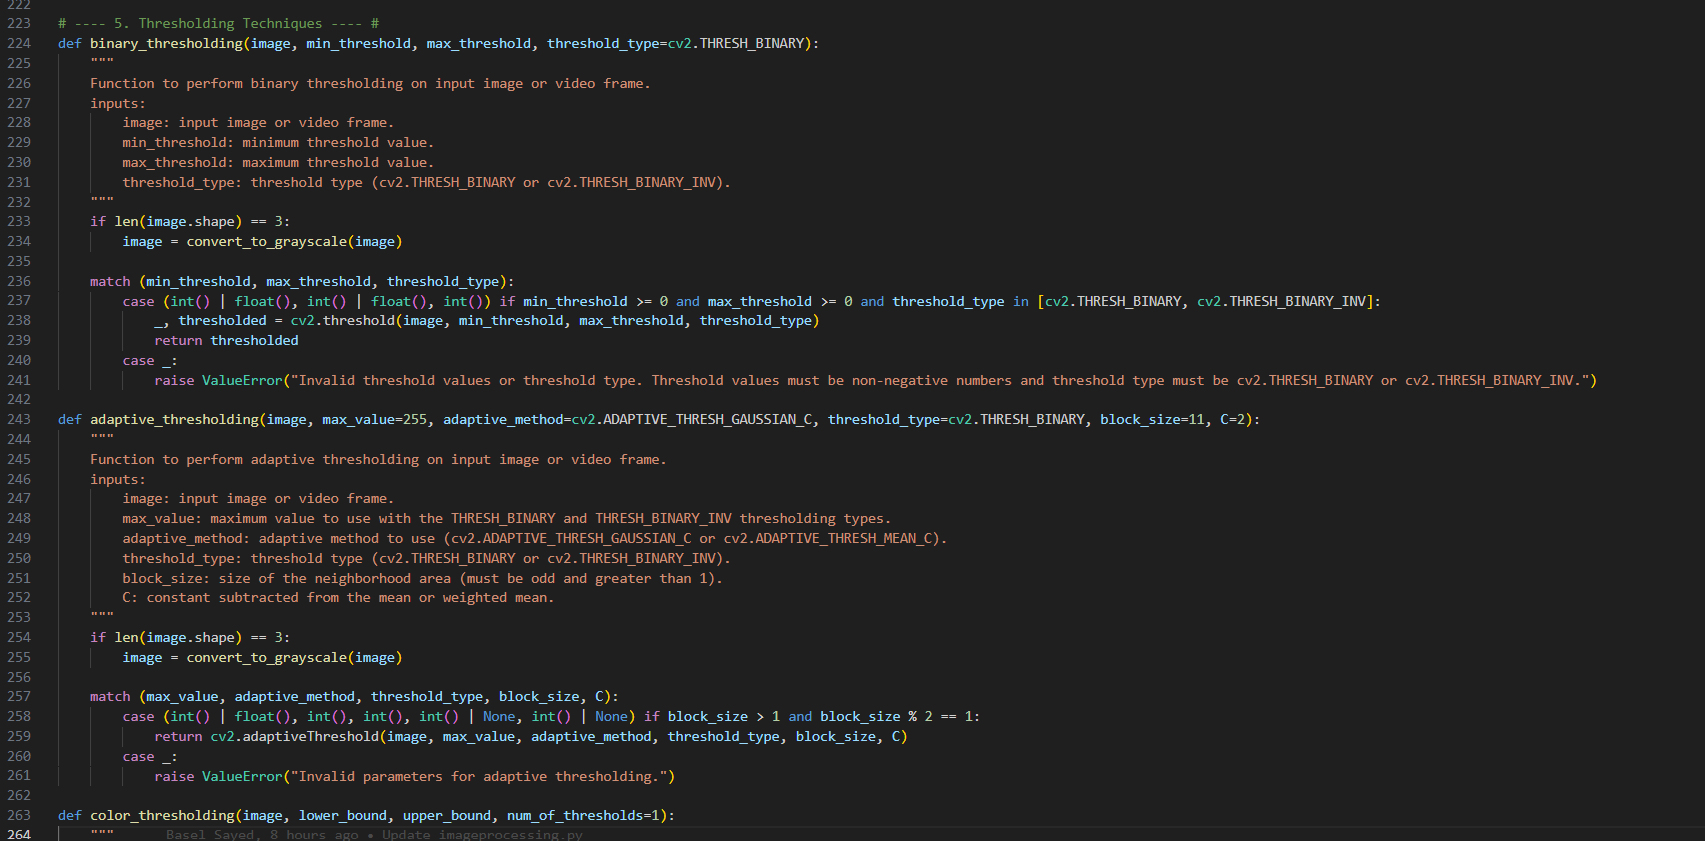 222
223 # ---- 5. Thresholding Techniques ---- #
224 def binary_thresholding(image, min_threshold, max_threshold, threshold_type=cv2.THRESH_BINARY):
225     """
226     Function to perform binary thresholding on input image or video frame.
227     inputs:
228         image: input image or video frame.
229         min_threshold: minimum threshold value.
230         max_threshold: maximum threshold value.
231         threshold_type: threshold type (cv2.THRESH_BINARY or cv2.THRESH_BINARY_INV).
232     """
233     if len(image.shape) == 3:
234         image = convert_to_grayscale(image)
235
236     match (min_threshold, max_threshold, threshold_type):
237         case (int() | float(), int() | float(), int()) if min_threshold >= 0 and max_threshold >= 0 and threshold_type in [cv2.THRESH_BINARY, cv2.THRESH_BINARY_INV]:
238             _, thresholded = cv2.threshold(image, min_threshold, max_threshold, threshold_type)
239             return thresholded
240         case _:
241             raise ValueError("Invalid threshold values or threshold type. Threshold values must be non-negative numbers and threshold type must be cv2.THRESH_BINARY or cv2.THRESH_BINARY_INV.")
242
243 def adaptive_thresholding(image, max_value=255, adaptive_method=cv2.ADAPTIVE_THRESH_GAUSSIAN_C, threshold_type=cv2.THRESH_BINARY, block_size=11, C=2):
244     """
245     Function to perform adaptive thresholding on input image or video frame.
246     inputs:
247         image: input image or video frame.
248         max_value: maximum value to use with the THRESH_BINARY and THRESH_BINARY_INV thresholding types.
249         adaptive_method: adaptive method to use (cv2.ADAPTIVE_THRESH_GAUSSIAN_C or cv2.ADAPTIVE_THRESH_MEAN_C).
250         threshold_type: threshold type (cv2.THRESH_BINARY or cv2.THRESH_BINARY_INV).
251         block_size: size of the neighborhood area (must be odd and greater than 1).
252         C: constant subtracted from the mean or weighted mean.
253     """
254     if len(image.shape) == 3:
255         image = convert_to_grayscale(image)
256
257     match (max_value, adaptive_method, threshold_type, block_size, C):
258         case (int() | float(), int(), int(), int() | None, int() | None) if block_size > 1 and block_size % 2 == 1:
259             return cv2.adaptiveThreshold(image, max_value, adaptive_method, threshold_type, block_size, C)
260         case _:
261             raise ValueError("Invalid parameters for adaptive thresholding.")
262
263 def color_thresholding(image, lower_bound, upper_bound, num_of_thresholds=1):
264     """ Basel Sayed, 8 hours ago • Update imageprocessing.py